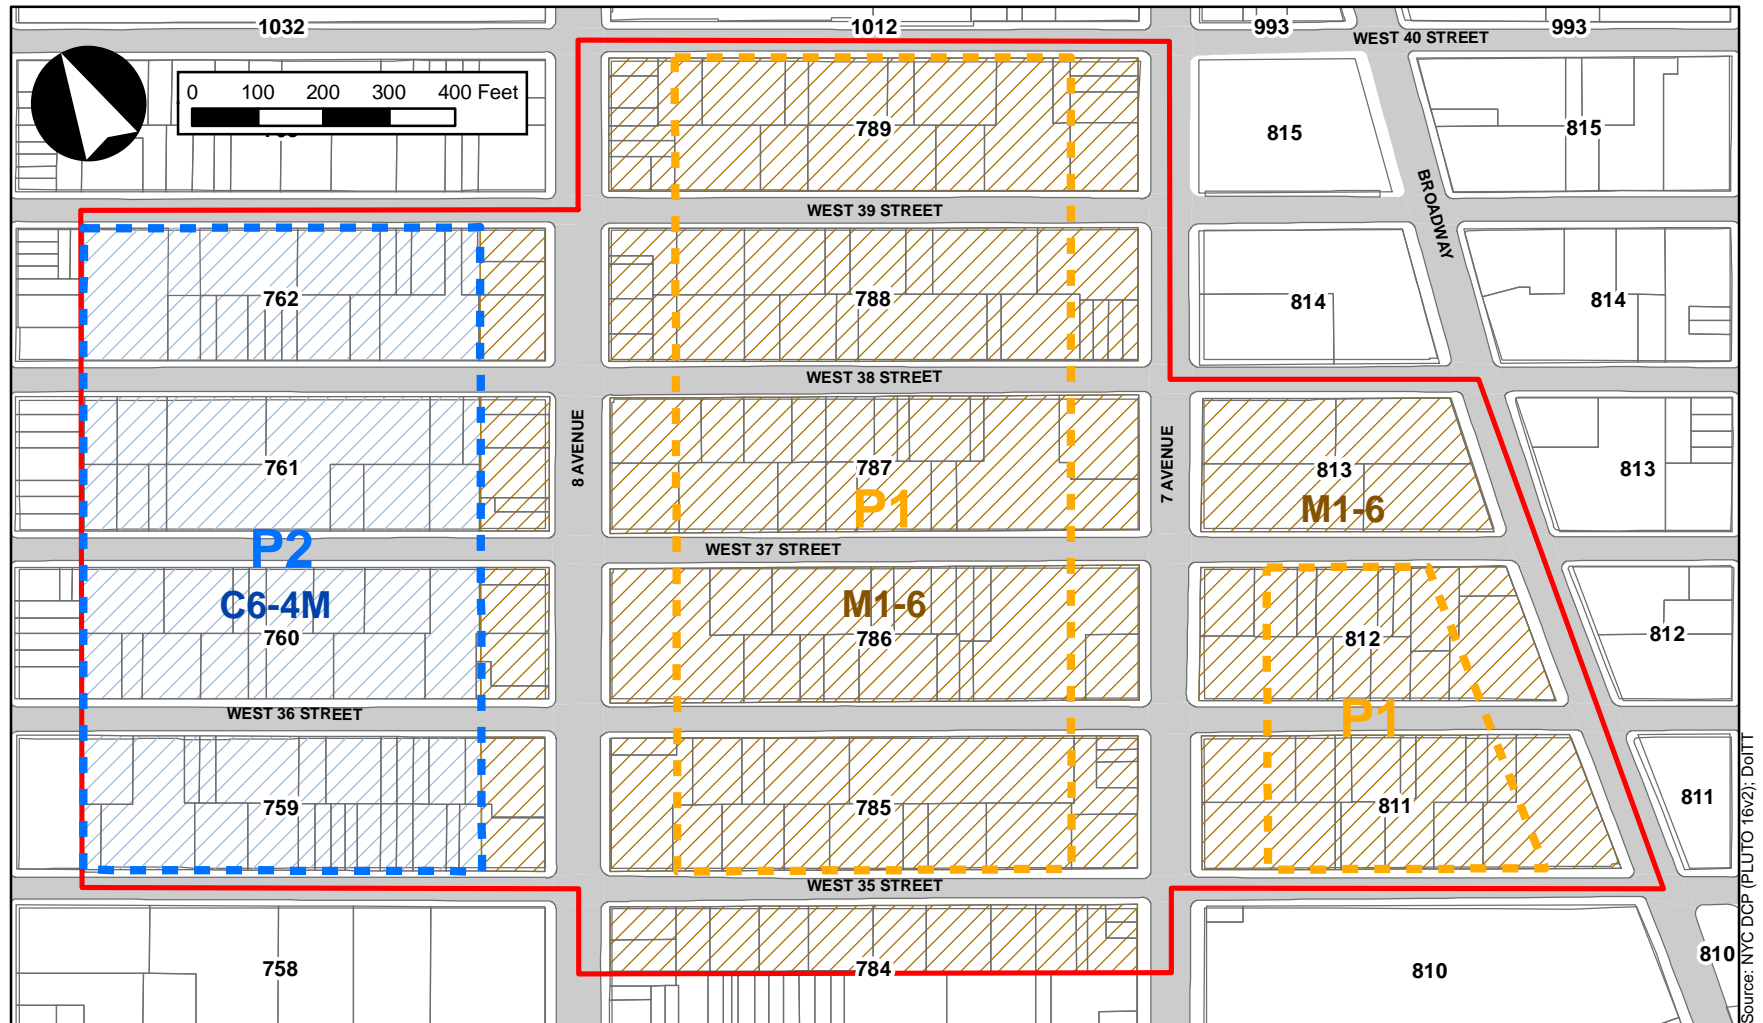 1032
1012
993
993
WEST 40 STREET
0 100 200 300 400 Feet
789
815
815
BROADWAY
WEST 39 STREET
762
788
814
814
WEST 38 STREET
8 AVENUE
7 AVENUE
761
787
813
813
P1
M1-6
P2
WEST 37 STREET
C6-4M
M1-6
760
786
812
812
WEST 36 STREET
P1
759
785
811
811
WEST 35 STREET
758
784
810
810
Source: NYC DCP (PLUTO 16v2); DoITT